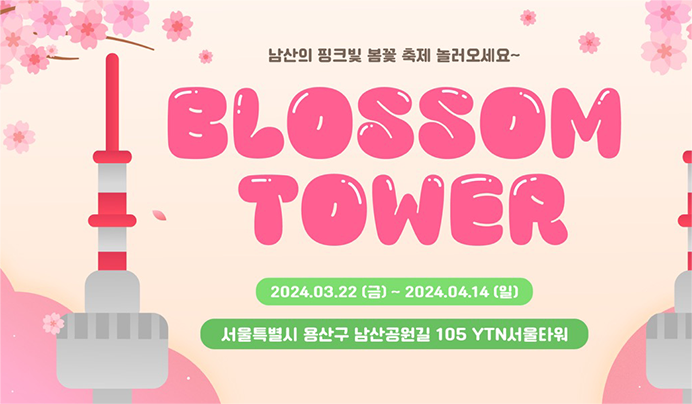 남산의 핑크빛 봄꽃 축제 놀러오세요~
BLOSSOM
TOWER
2024.03.22 (금) ~ 2024.04.14 (일)
서울특별시 용산구 남산공원길 105 YTN서울타워